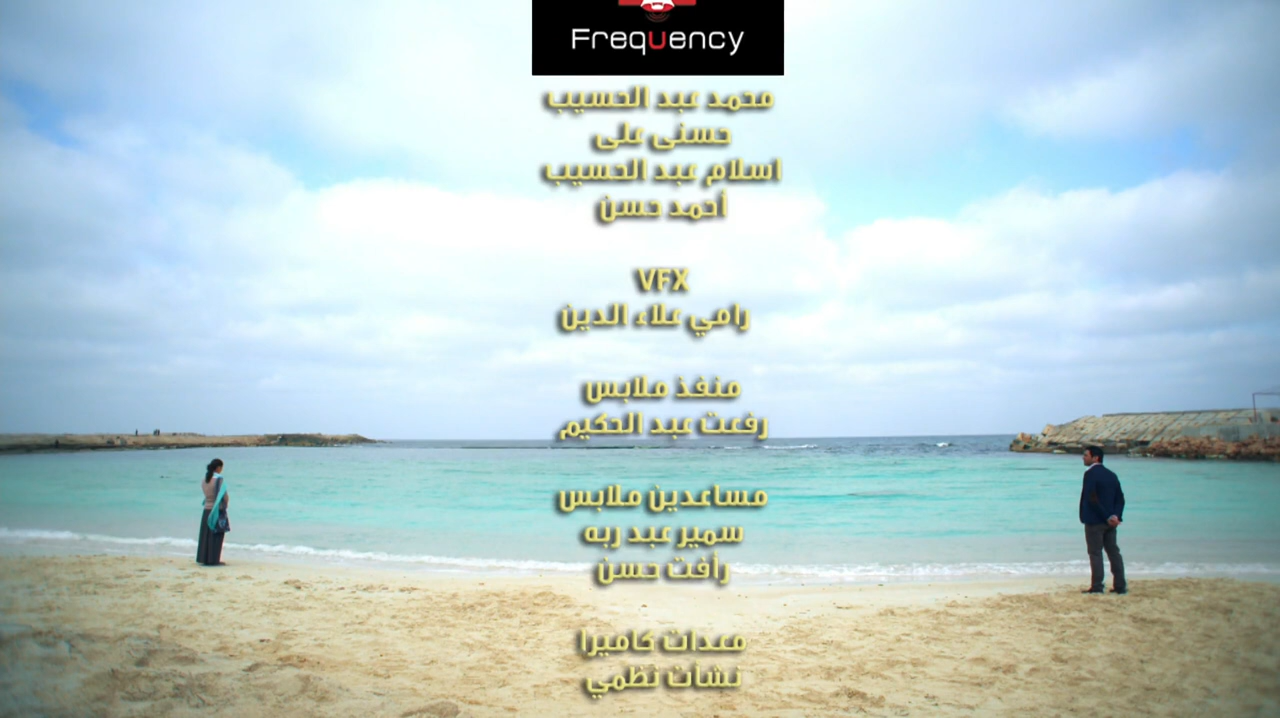 Frequency
محمد عبد الحسيب
حسنى على
اسلام عبد الحسيب
أحمد حسن
VFX
رامي علاء الدين
منفذ ملابس
رفعت عبد الحكيم
مساعدين ملابس
سمير عبد ربه
رأفت حسن
معدات كاميرا
نشأت نظمي